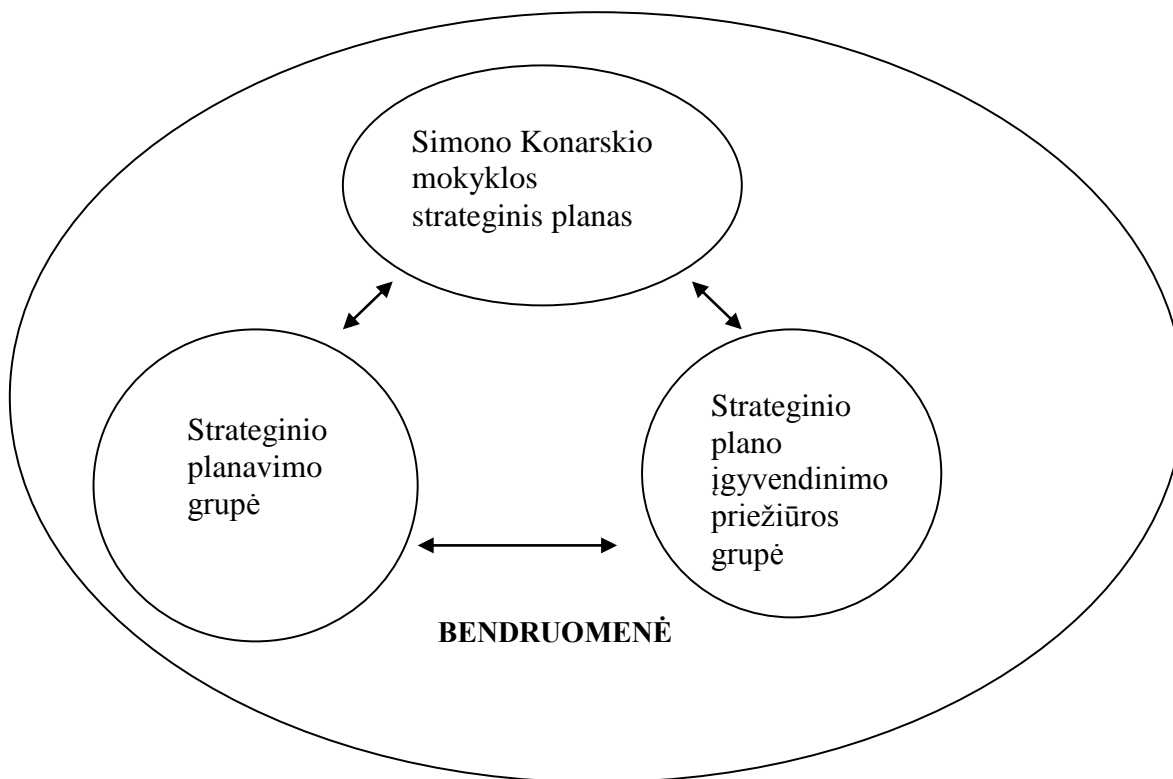 Simono Konarskio
mokyklos
strateginis planas
Strateginio
planavimo
grupė
Strateginio
plano
įgyvendinimo
priežiūros
grupė
BENDRUOMENĖ